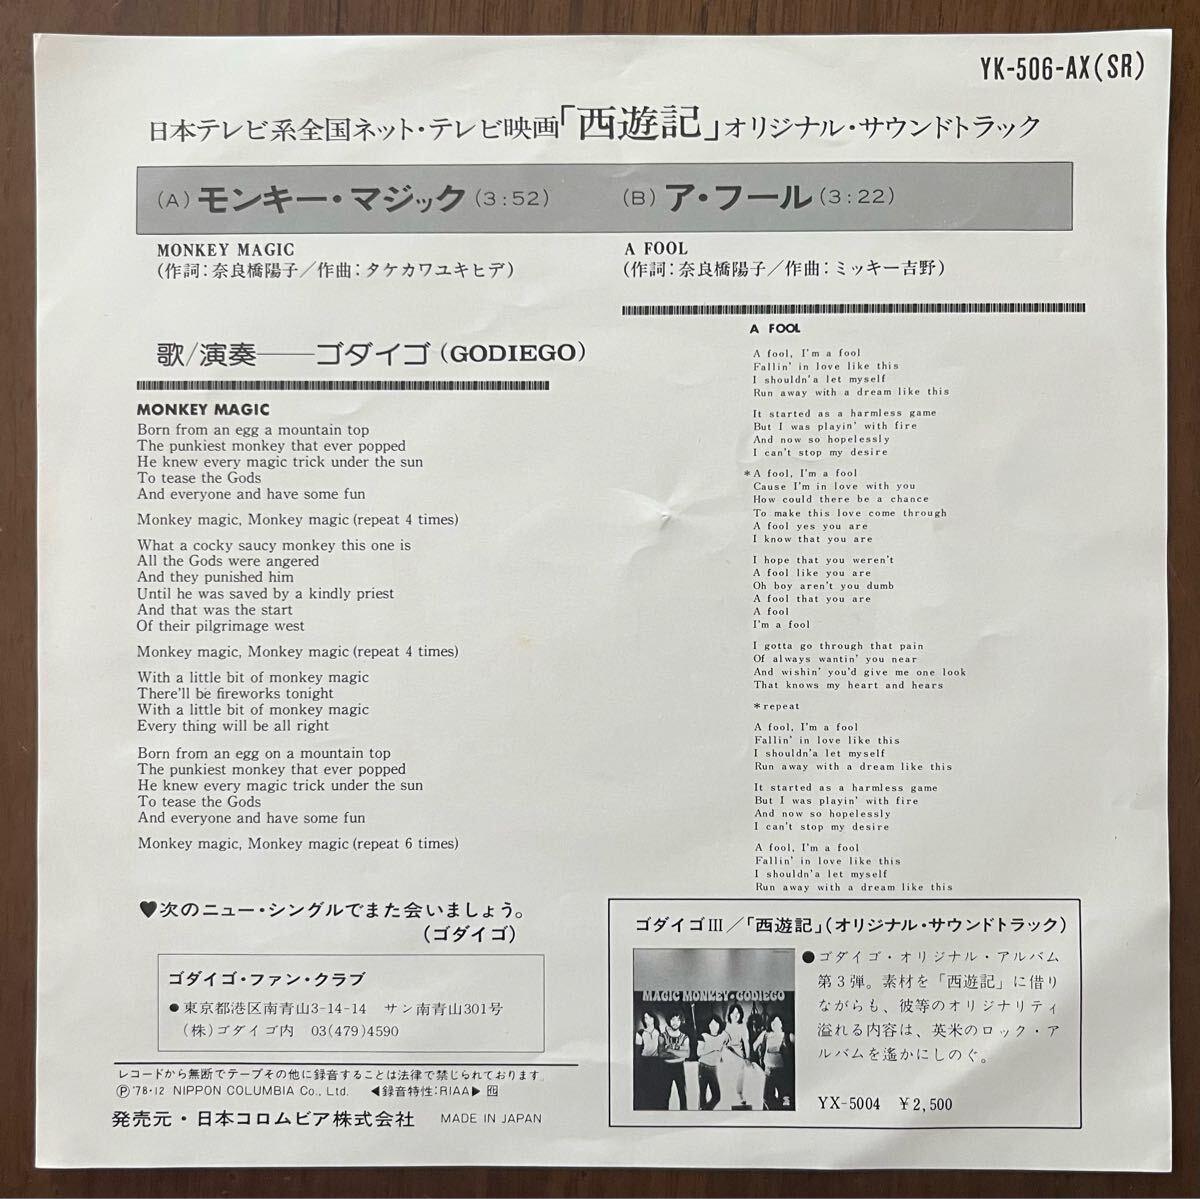 YK-506-AX(SR)
日本テレビ系全国ネット・テレビ映画「西遊記」オリジナル・サウンドトラック
(A) モンキー・マジック (3:52)
MONKEY MAGIC
(作詞:奈良橋陽子／作曲:タケカワユキヒデ)
(B) ア・フール (3:22)
A FOOL
(作詞:奈良橋陽子／作曲:ミッキー吉野)
歌/演奏——ゴダイゴ(GODIEGO)
MONKEY MAGIC
Born from an egg a mountain top
The punkiest monkey that ever popped
He knew every magic trick under the sun
To tease the Gods
And everyone and have some fun
Monkey magic, Monkey magic (repeat 4 times)
What a cocky saucy monkey this one is
All the Gods were angered
And they punished him
Until he was saved by a kindly priest
And that was the start
Of their pilgrimage west
Monkey magic, Monkey magic (repeat 4 times)
With a little bit of monkey magic
There'll be fireworks tonight
With a little bit of monkey magic
Every thing will be all right
Born from an egg on a mountain top
The punkiest monkey that ever popped
He knew every magic trick under the sun
To tease the Gods
And everyone and have some fun
Monkey magic, Monkey magic (repeat 6 times)
A FOOL
A fool, I'm a fool
Fallin' in love like this
I shouldn'a let myself
Run away with a dream like this
It started as a harmless game
But I was playin' with fire
And now so hopelessly
I can't stop my desire
*A fool, I'm a fool
Cause I'm in love with you
How could there be a chance
To make this love come through
A fool yes you are
I know that you are
I hope that you weren't
A fool like you are
Oh boy aren't you dumb
A fool that you are
A fool
I'm a fool
I gotta go through that pain
Of always wantin' you near
And wishin' you'd give me one look
That knows my heart and hears
*repeat
A fool, I'm a fool
Fallin' in love like this
I shouldn'a let myself
Run away with a dream like this
It started as a harmless game
But I was playin' with fire
And now so hopelessly
I can't stop my desire
A fool, I'm a fool
Fallin' in love like this
I shouldn'a let myself
Run away with a dream like this
♥次のニュー・シングルでまた会いましょう。
(ゴダイゴ)
ゴダイゴ・ファン・クラブ
●東京都港区南青山3-14-14 サン南青山301号
(株)ゴダイゴ内 03(479)4590
レコードから無断でテープその他に録音することは法律で禁じられております。
Ⓟ'78・12 NIPPON COLUMBIA Co., Ltd. ◀録音特性:RIAA▶
発売元・日本コロムビア株式会社 MADE IN JAPAN
ゴダイゴIII／「西遊記」(オリジナル・サウンドトラック)
MAGIC MONKEY・GODIEGO
●ゴダイゴ・オリジナル・アルバム
第3弾。素材を「西遊記」に借り
ながらも、彼等のオリジナリティ
溢れる内容は、英米のロック・ア
ルバムを遙かにしのぐ。
YX-5004 ¥2,500